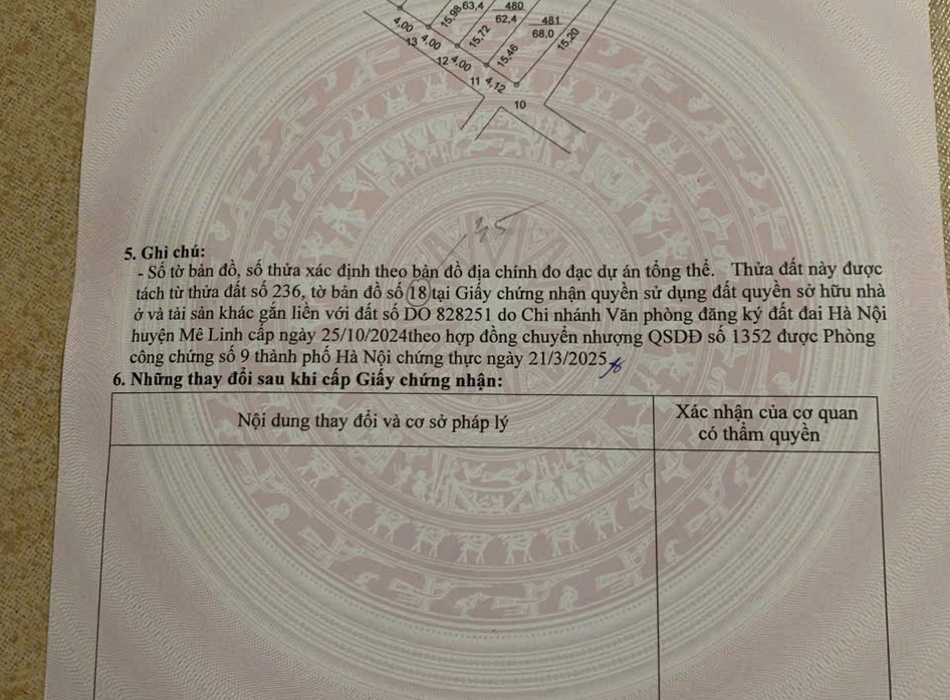 480
63,4
15,98
62,4
481
68,0
4,00
15,72
15,46
15,20
13
4,00
12
4,00
11
4,12
10
35
5. Ghi chú:
- Số tờ bản đồ, số thửa xác định theo bản đồ địa chính đo đạc dự án tổng thể. Thửa đất này được
tách từ thửa đất số 236, tờ bản đồ số 18 tại Giấy chứng nhận quyền sử dụng đất quyền sở hữu nhà
ở và tài sản khác gắn liền với đất số DO 828251 do Chi nhánh Văn phòng đăng ký đất đai Hà Nội
huyện Mê Linh cấp ngày 25/10/2024theo hợp đồng chuyển nhượng QSDĐ số 1352 được Phòng
công chứng số 9 thành phố Hà Nội chứng thực ngày 21/3/2025
6. Những thay đổi sau khi cấp Giấy chứng nhận:
Nội dung thay đổi và cơ sở pháp lý
Xác nhận của cơ quan
có thẩm quyền